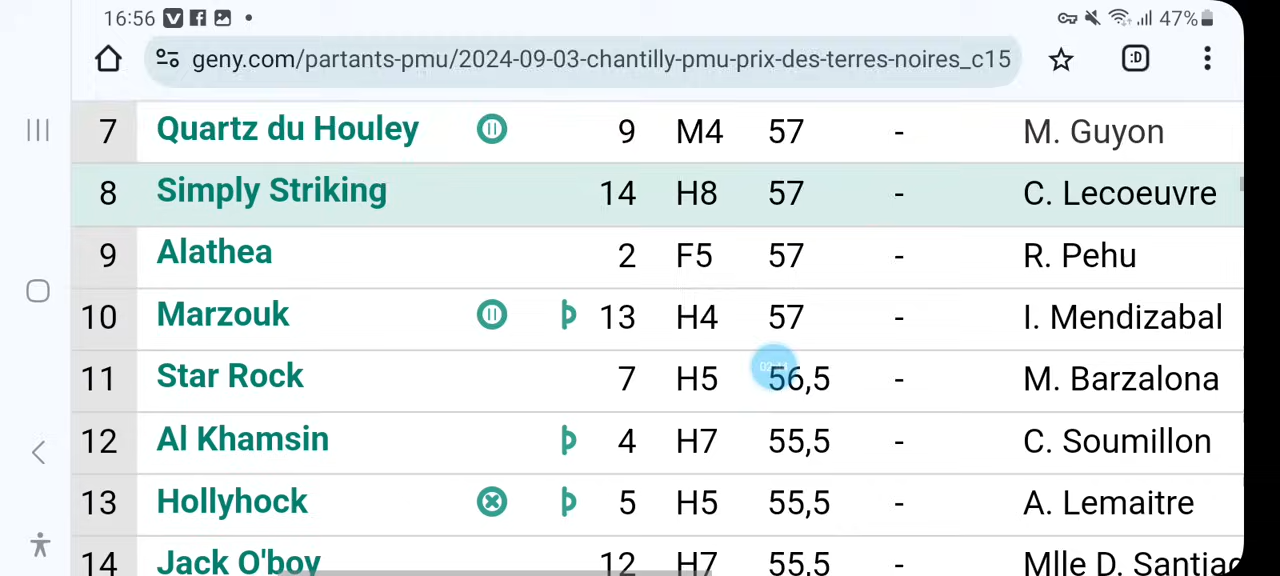 16:56 47%
geny.com/partants-pmu/2024-09-03-chantilly-pmu-prix-des-terres-noires_c15
7 Quartz du Houley 9 M4 57 - M. Guyon
8 Simply Striking 14 H8 57 - C. Lecoeuvre
9 Alathea 2 F5 57 - R. Pehu
10 Marzouk 13 H4 57 - I. Mendizabal
11 Star Rock 7 H5 56,5 - M. Barzalona
12 Al Khamsin 4 H7 55,5 - C. Soumillon
13 Hollyhock 5 H5 55,5 - A. Lemaitre
14 Jack O'boy 12 H7 55,5 - Mlle D. Santiag